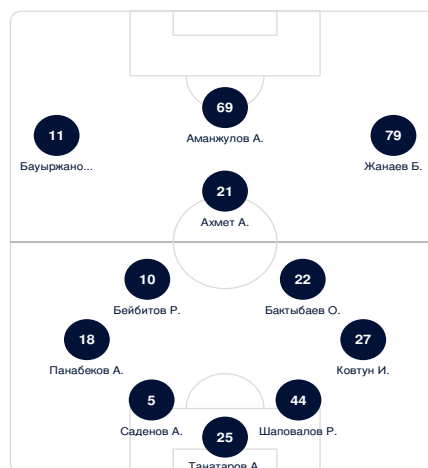 69
Аманжулов А.
11
Бауыржано...
79
Жанаев Б.
21
Ахмет А.
10
Бейбитов Р.
22
Бактыбаев О.
18
Панабеков А.
27
Ковтун И.
5
Саденов А.
44
Шаповалов Р.
25
Танатаров А.